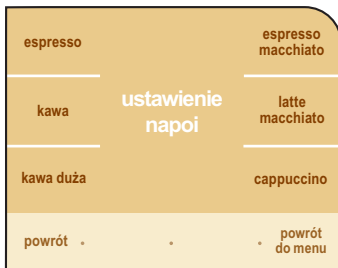 espresso
espresso
macchiato
ustawienie
napoi
kawa
latte
macchiato
kawa duża
cappuccino
powrót
powrót
do menu